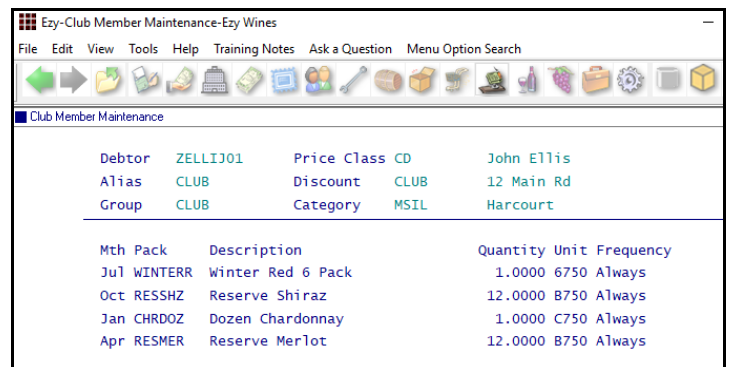 Ezy-Club Member Maintenance-Ezy Wines
File Edit View Tools Help Training Notes Ask a Question Menu Option Search
Club Member Maintenance
Debtor ZELLIJ01 Price Class CD John Ellis
Alias CLUB Discount CLUB 12 Main Rd
Group CLUB Category MSIL Harcourt
Mth Pack Description Quantity Unit Frequency
Jul WINTERR Winter Red 6 Pack 1.0000 6750 Always
Oct RESSHZ Reserve Shiraz 12.0000 B750 Always
Jan CHRDOZ Dozen Chardonnay 1.0000 C750 Always
Apr RESMER Reserve Merlot 12.0000 B750 Always